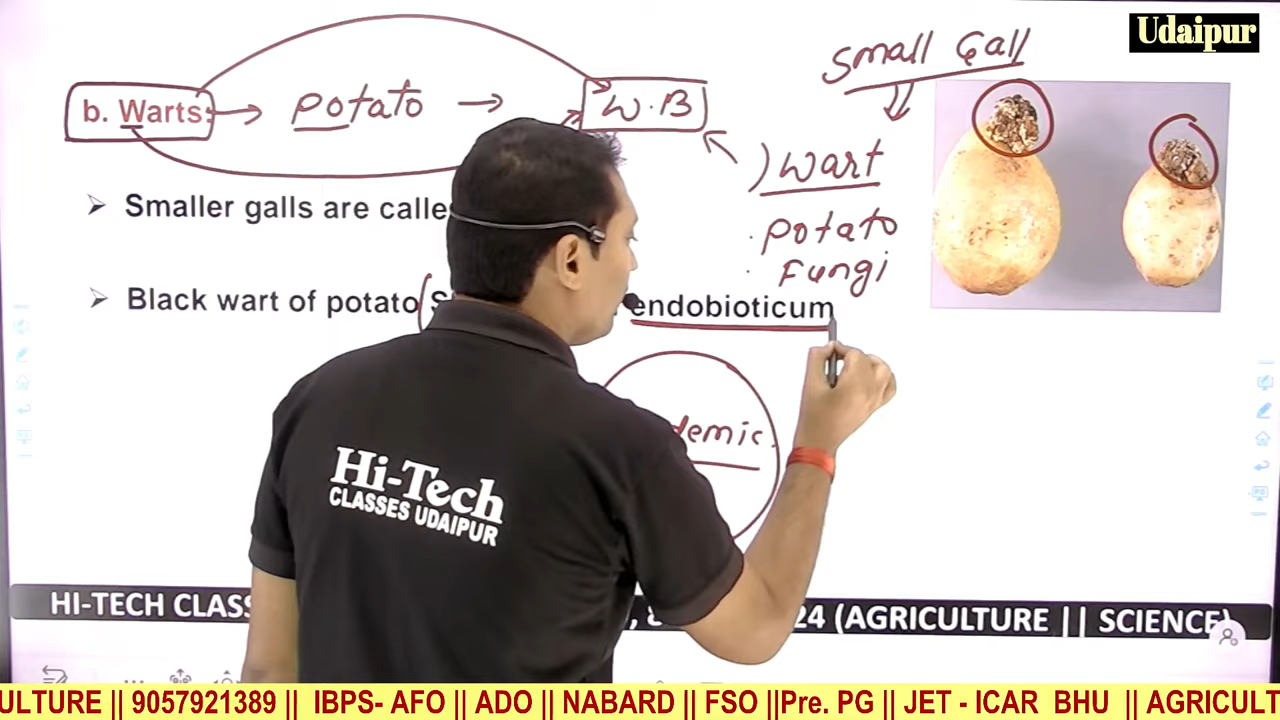 Udaipur
Small Gall
b. Warts:
potato
W.B
wart
Smaller galls are calle
potato
Fungi
Black wart of potato
endobioticum
demic.
Hi-Tech
CLASSES UDAIPUR
HI-TECH CLASS
24 (AGRICULTURE || SCIENCE)
ULTURE || 9057921389 || IBPS- AFO || ADO || NABARD || FSO ||Pre. PG || JET - ICAR BHU || AGRICULT